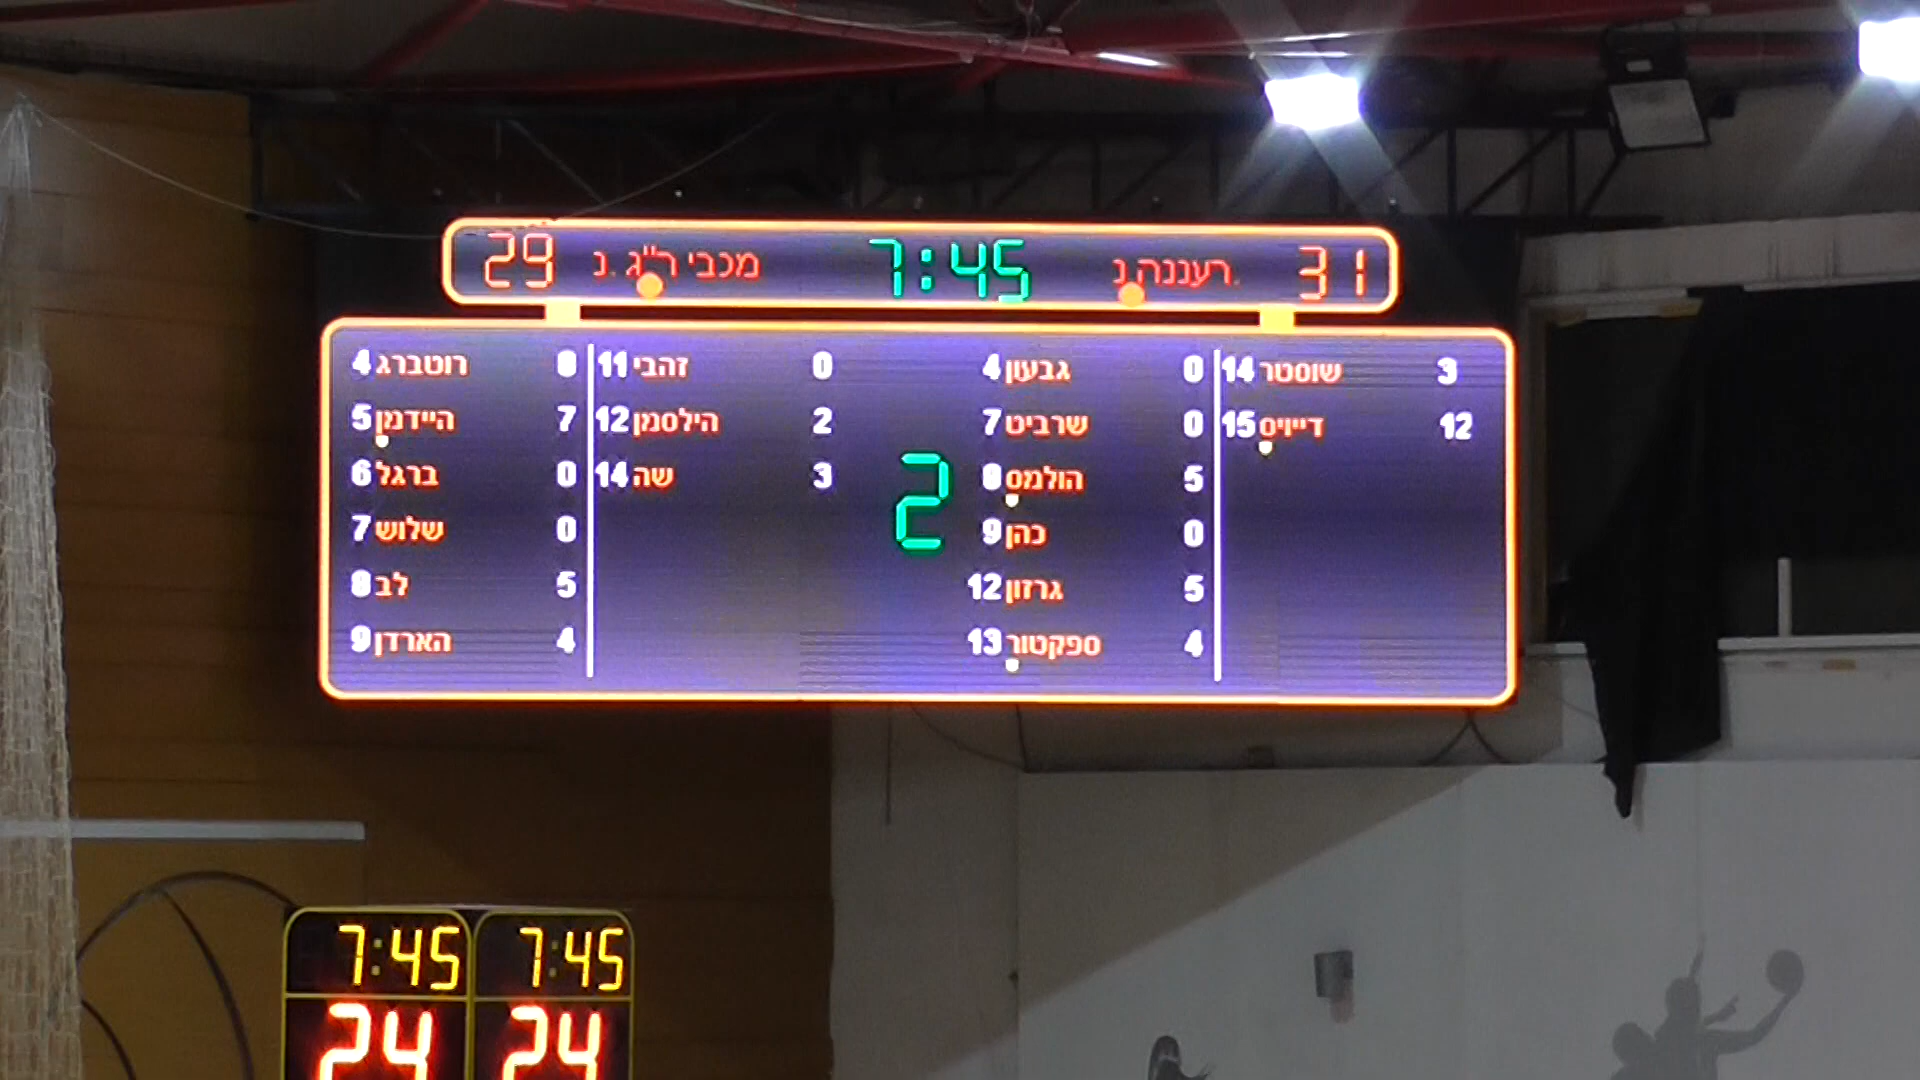 29 מכבי ר"ג .נ 7:45 רעננה.נ. 31
4 רוטברג 8
5 היידמן 7
6 ברגל 0
7 שלוש 0
8 לב 5
9 הארדן 4
11 זהבי 0
12 הילסמן 2
14 שה 3
2
4 גבעון 0
7 שרביט 0
8 הולמס 5
9 כהן 0
12 גרזון 5
13 ספקטור 4
14 שוסטר 3
15 דייויס 12
7:45 7:45
24 24